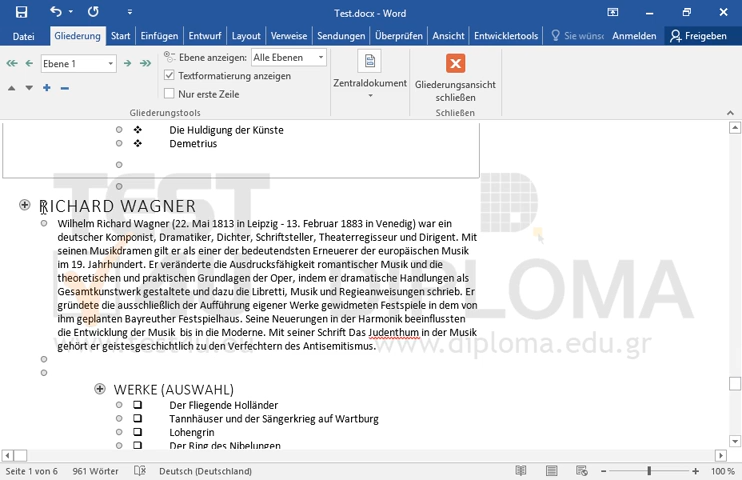 Test.docx - Word
Datei
Gliederung
Start
Einfügen
Entwurf
Layout
Verweise
Sendungen
Überprüfen
Ansicht
Entwicklertools
Sie wünsc
Anmelden
Freigeben
Ebene 1
Ebene anzeigen:
Alle Ebenen
Textformatierung anzeigen
Nur erste Zeile
Gliederungstools
Zentraldokument
Gliederungsansicht
schließen
Schließen
Die Huldigung der Künste
Demetrius
RICHARD WAGNER
Wilhelm Richard Wagner (22. Mai 1813 in Leipzig - 13. Februar 1883 in Venedig) war ein
deutscher Komponist, Dramatiker, Dichter, Schriftsteller, Theaterregisseur und Dirigent. Mit
seinen Musikdramen gilt er als einer der bedeutendsten Erneuerer der europäischen Musik
im 19. Jahrhundert. Er veränderte die Ausdrucksfähigkeit romantischer Musik und die
theoretischen und praktischen Grundlagen der Oper, indem er dramatische Handlungen als
Gesamtkunstwerk gestaltete und dazu die Libretti, Musik und Regieanweisungen schrieb. Er
gründete die ausschließlich der Aufführung eigener Werke gewidmeten Festspiele in dem von
ihm geplanten Bayreuther Festspielhaus. Seine Neuerungen in der Harmonik beeinflussten
die Entwicklung der Musik bis in die Moderne. Mit seiner Schrift Das Judenthum in der Musik
gehört er geistesgeschichtlich zu den Verfechtern des Antisemitismus.
WERKE (AUSWAHL)
Der Fliegende Holländer
Tannhäuser und der Sängerkrieg auf Wartburg
Lohengrin
Der Ring des Nibelungen
TEST
DIPLOMA
www.test4u.eu
www.diploma.edu.gr
Seite 1 von 6
961 Wörter
Deutsch (Deutschland)
100 %